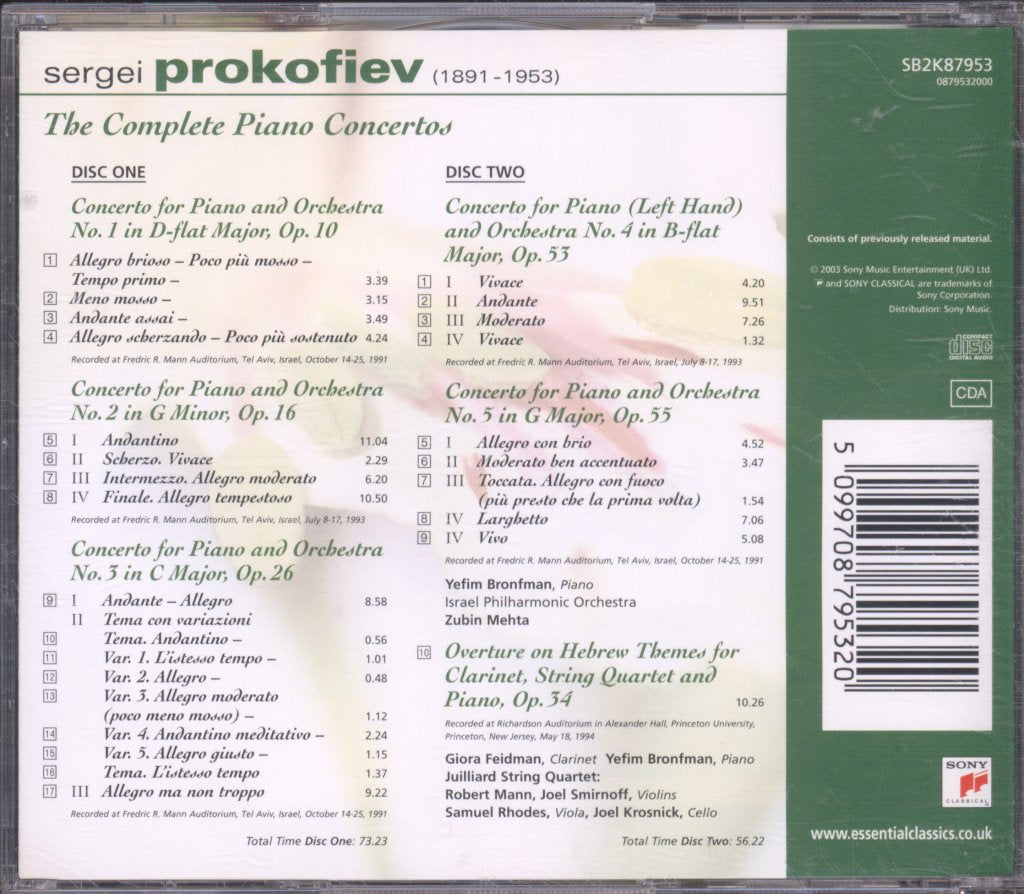 sergei prokofiev (1891-1953)
The Complete Piano Concertos
DISC ONE
Concerto for Piano and Orchestra
No. 1 in D-flat Major, Op. 10
1 Allegro brioso – Poco più mosso –
Tempo primo – 3.39
2 Meno mosso – 3.15
3 Andante assai – 3.49
4 Allegro scherzando – Poco più sostenuto 4.24
Recorded at Fredric R. Mann Auditorium, Tel Aviv, Israel, October 14-25, 1991
Concerto for Piano and Orchestra
No. 2 in G Minor, Op. 16
5 I Andantino 11.04
6 II Scherzo. Vivace 2.29
7 III Intermezzo. Allegro moderato 6.20
8 IV Finale. Allegro tempestoso 10.50
Recorded at Fredric R. Mann Auditorium, Tel Aviv, Israel, July 8-17, 1993
Concerto for Piano and Orchestra
No. 3 in C Major, Op. 26
9 I Andante – Allegro 8.58
II Tema con variazioni
10 Tema. Andantino – 0.56
11 Var. 1. L'istesso tempo – 1.01
12 Var. 2. Allegro – 0.48
13 Var. 3. Allegro moderato
(poco meno mosso) – 1.12
14 Var. 4. Andantino meditativo – 2.24
15 Var. 5. Allegro giusto – 1.15
16 Tema. L'istesso tempo 1.37
17 III Allegro ma non troppo 9.22
Recorded at Fredric R. Mann Auditorium, Tel Aviv, Israel, October 14-25, 1991
Total Time Disc One: 73.23
DISC TWO
Concerto for Piano (Left Hand)
and Orchestra No. 4 in B-flat
Major, Op. 53
1 I Vivace 4.20
2 II Andante 9.51
3 III Moderato 7.26
4 IV Vivace 1.32
Recorded at Fredric R. Mann Auditorium, Tel Aviv, Israel, July 8-17, 1993
Concerto for Piano and Orchestra
No. 5 in G Major, Op. 55
5 I Allegro con brio 4.52
6 II Moderato ben accentuato 3.47
7 III Toccata. Allegro con fuoco
(più presto che la prima volta) 1.54
8 IV Larghetto 7.06
9 IV Vivo 5.08
Recorded at Fredric R. Mann Auditorium, Tel Aviv, Israel, October 14-25, 1991
Yefim Bronfman, Piano
Israel Philharmonic Orchestra
Zubin Mehta
10 Overture on Hebrew Themes for
Clarinet, String Quartet and
Piano, Op. 34 10.26
Recorded at Richardson Auditorium in Alexander Hall, Princeton University,
Princeton, New Jersey, May 18, 1994
Giora Feidman, Clarinet Yefim Bronfman, Piano
Juilliard String Quartet:
Robert Mann, Joel Smirnoff, Violins
Samuel Rhodes, Viola, Joel Krosnick, Cello
Total Time Disc Two: 56.22
SB2K87953
0879532000
Consists of previously released material.
© 2003 Sony Music Entertainment (UK) Ltd.
and SONY CLASSICAL are trademarks of
Sony Corporation.
Distribution: Sony Music.
COMPACT
disc
DIGITAL AUDIO
CDA
5 099708 795320
SONY
CLASSICAL
www.essentialclassics.co.uk